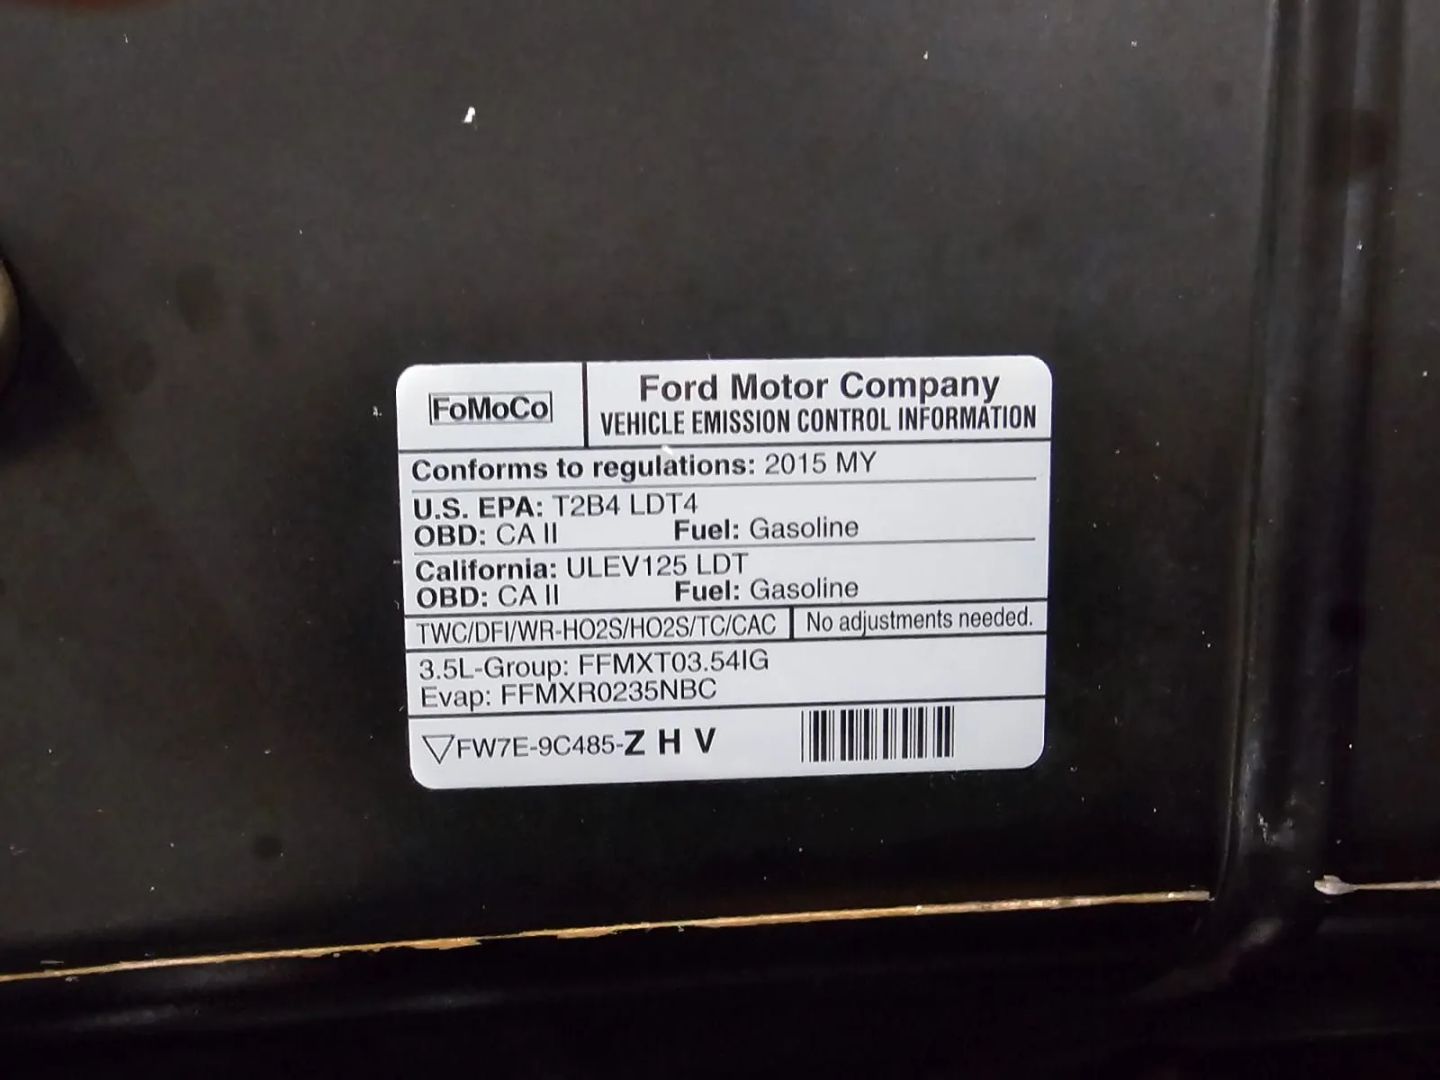 FoMoCo
Ford Motor Company
VEHICLE EMISSION CONTROL INFORMATION
Conforms to regulations: 2015 MY
U.S. EPA: T2B4 LDT4
OBD: CA II Fuel: Gasoline
California: ULEV125 LDT
OBD: CA II Fuel: Gasoline
TWC/DFI/WR-HO2S/HO2S/TC/CAC No adjustments needed.
3.5L-Group: FFMXT03.54IG
Evap: FFMXR0235NBC
FW7E-9C485-Z H V